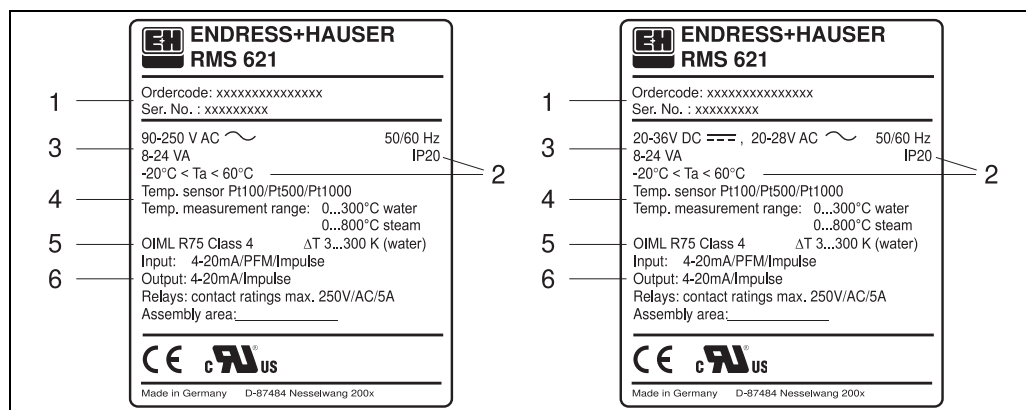 E+H ENDRESS+HAUSER
RMS 621
Ordercode: xxxxxxxxxxxxxxx
Ser. No. : xxxxxxxxx
90-250 V AC 50/60 Hz
8-24 VA IP20
-20°C < Ta < 60°C
Temp. sensor Pt100/Pt500/Pt1000
Temp. measurement range: 0...300°C water
0...800°C steam
OIML R75 Class 4 ΔT 3...300 K (water)
Input: 4-20mA/PFM/Impulse
Output: 4-20mA/Impulse
Relays: contact ratings max. 250V/AC/5A
Assembly area:
CE c RU ® US
Made in Germany D-87484 Nesselwang 200x
1
3
4
5
6
2
E+H ENDRESS+HAUSER
RMS 621
Ordercode: xxxxxxxxxxxxxxx
Ser. No. : xxxxxxxxx
20-36V DC , 20-28V AC 50/60 Hz
8-24 VA IP20
-20°C < Ta < 60°C
Temp. sensor Pt100/Pt500/Pt1000
Temp. measurement range: 0...300°C water
0...800°C steam
OIML R75 Class 4 ΔT 3...300 K (water)
Input: 4-20mA/PFM/Impulse
Output: 4-20mA/Impulse
Relays: contact ratings max. 250V/AC/5A
Assembly area:
CE c RU ® US
Made in Germany D-87484 Nesselwang 200x
1
3
4
5
6
2